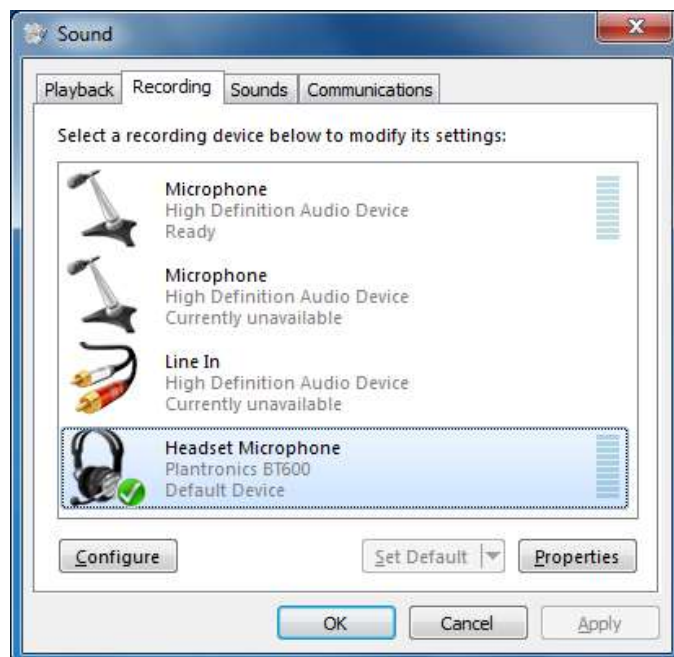 Sound
Playback Recording Sounds Communications
Select a recording device below to modify its settings:
Microphone
High Definition Audio Device
Ready
Microphone
High Definition Audio Device
Currently unavailable
Line In
High Definition Audio Device
Currently unavailable
Headset Microphone
Plantronics BT600
Default Device
Configure Set Default Properties
OK Cancel Apply